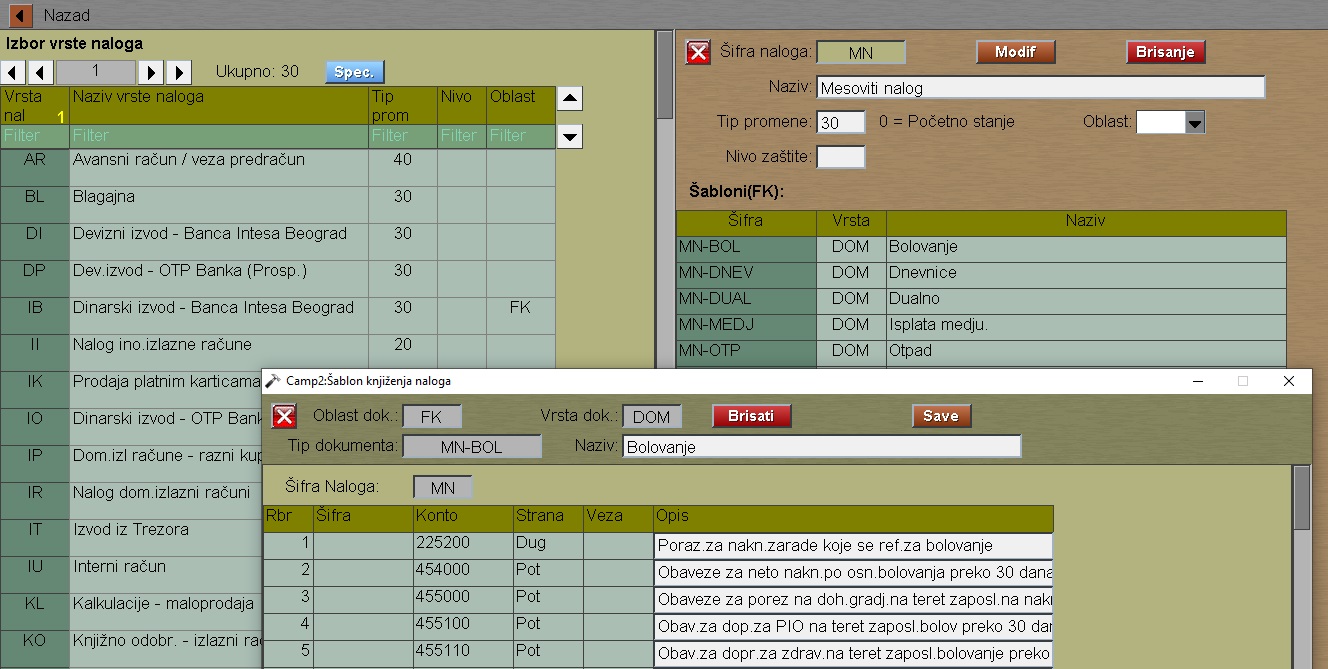 Nazad
Izbor vrste naloga
1 Ukupno: 30 Spec.
Vrsta nal 1 Naziv vrste naloga Tip prom Nivo Oblast
Filter Filter Filter Filter Filter
AR Avansni račun / veza predračun 40
BL Blagajna 30
DI Devizni izvod - Banca Intesa Beograd 30
DP Dev.izvod - OTP Banka (Prosp.) 30
IB Dinarski izvod - Banca Intesa Beograd 30 FK
II Nalog ino.izlazne račune 20
IK Prodaja platnim karticama
IO Dinarski izvod - OTP Bank
IP Dom.izl račune - razni kup
IR Nalog dom.izlazni računi
IT Izvod iz Trezora
IU Interni račun
KL Kalkulacije - maloprodaja
KO Knjižno odobr. - izlazni rač
Šifra naloga: MN Modif Brisanje
Naziv: Mesoviti nalog
Tip promene: 30 0 = Početno stanje Oblast:
Nivo zaštite:
Šabloni(FK):
Šifra Vrsta Naziv
MN-BOL DOM Bolovanje
MN-DNEV DOM Dnevnice
MN-DUAL DOM Dualno
MN-MEDJ DOM Isplata medju.
MN-OTP DOM Otpad
Camp2:Šablon knjiženja naloga
Oblast dok.: FK Vrsta dok.: DOM Brisati Save
Tip dokumenta: MN-BOL Naziv: Bolovanje
Šifra Naloga: MN
Rbr Šifra Konto Strana Veza Opis
1 225200 Dug Poraz.za nakn.zarade koje se ref.za bolovanje
2 454000 Pot Obaveze za neto nakn.po osn.bolovanja preko 30 dana
3 455000 Pot Obaveze za porez na doh.gradj.na teret zaposl.na nakn
4 455100 Pot Obav.za dop.za PIO na teret zaposl.bolov preko 30 dan
5 455110 Pot Obav.za dopr.za zdrav.na teret zaposl.bolovanje preko